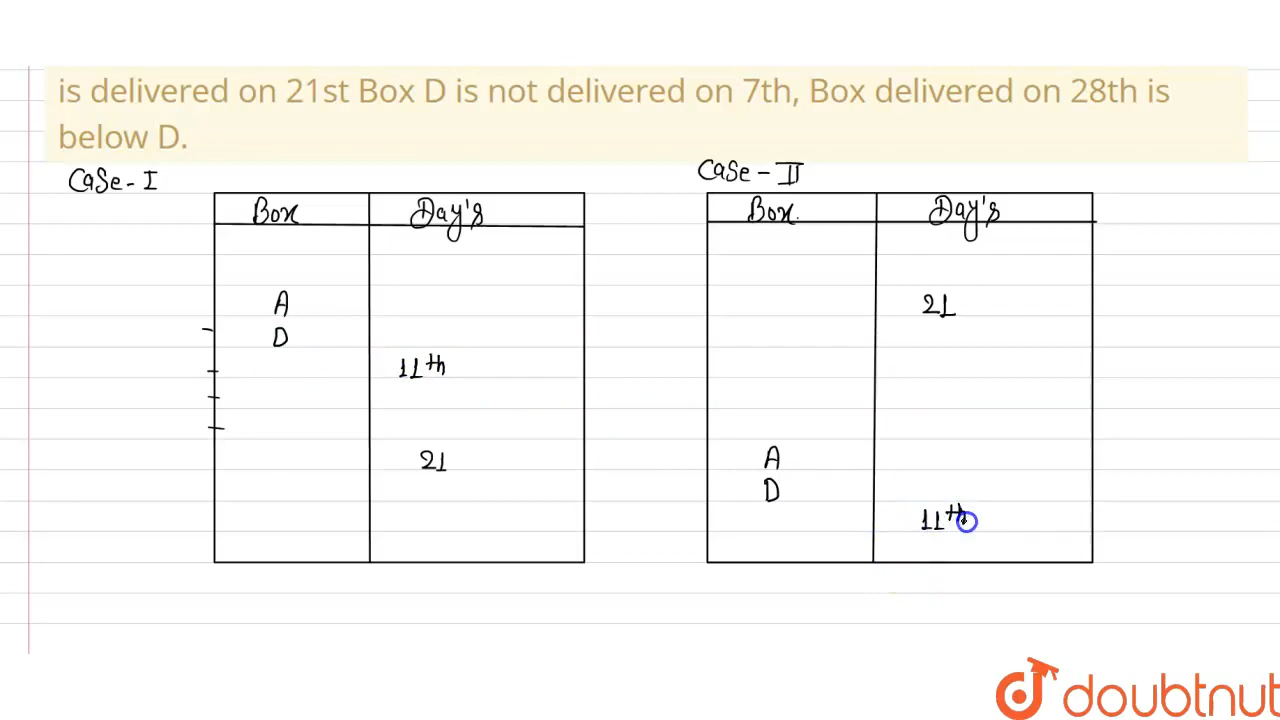 is delivered on 21st Box D is not delivered on 7th, Box delivered on 28th is
below D.
CaSe - I
CaSe - II
Box Day's
Box. Day's
A
21
D
11th
21
A
D
11th
doubtnut